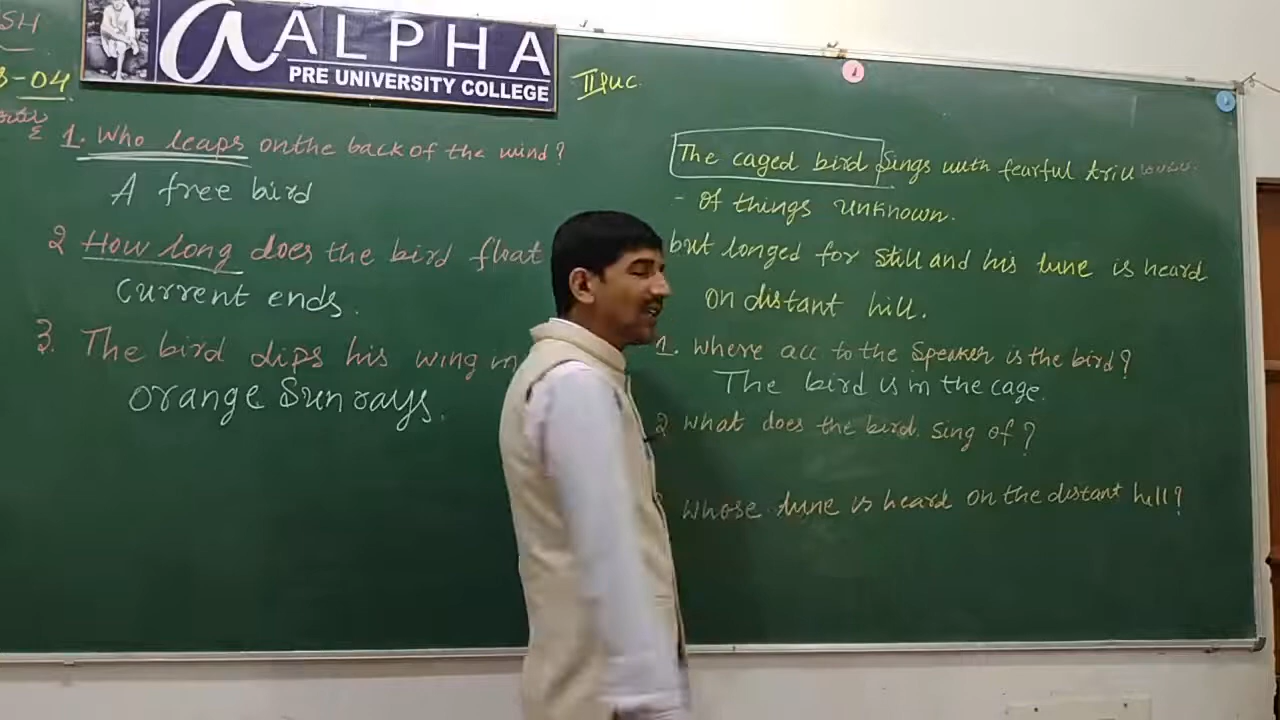 SH
-04
a ALPHA
PRE UNIVERSITY COLLEGE
II PUC
1. Who leaps on the back of the wind?
A free bird
2 How long does the bird float
current ends.
3. The bird dips his wing in
orange Sun rays.
The caged bird sings with fearful trill
- of things unknown.
but longed for still and his tune is heard
on distant hill.
1. Where acc to the Speaker is the bird?
The bird is in the cage.
2 What does the bird sing of?
Whose tune is heard on the distant hell?